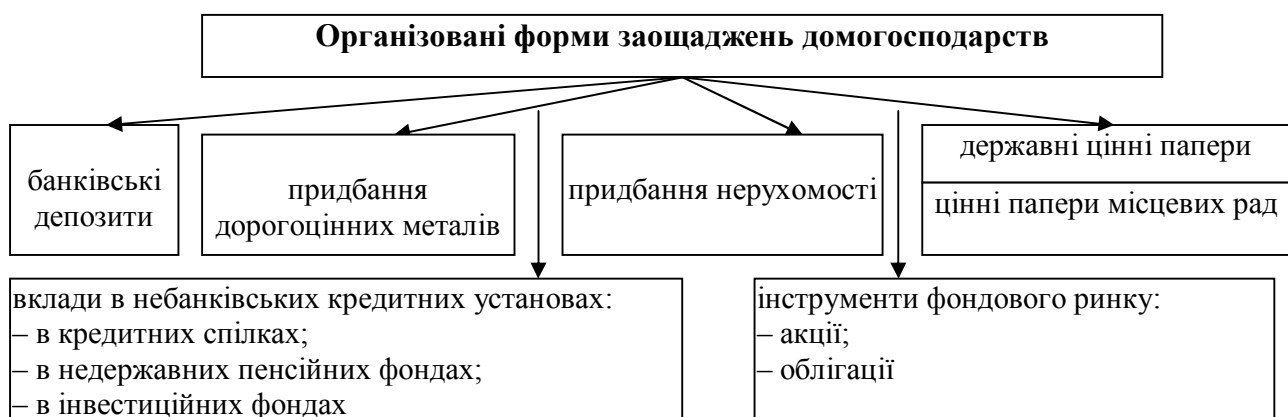 Організовані форми заощаджень домогосподарств
банківські
депозити
придбання
дорогоцінних металів
придбання нерухомості
державні цінні папери
цінні папери місцевих рад
вклади в небанківських кредитних установах:
– в кредитних спілках;
– в недержавних пенсійних фондах;
– в інвестиційних фондах
інструменти фондового ринку:
– акції;
– облігації